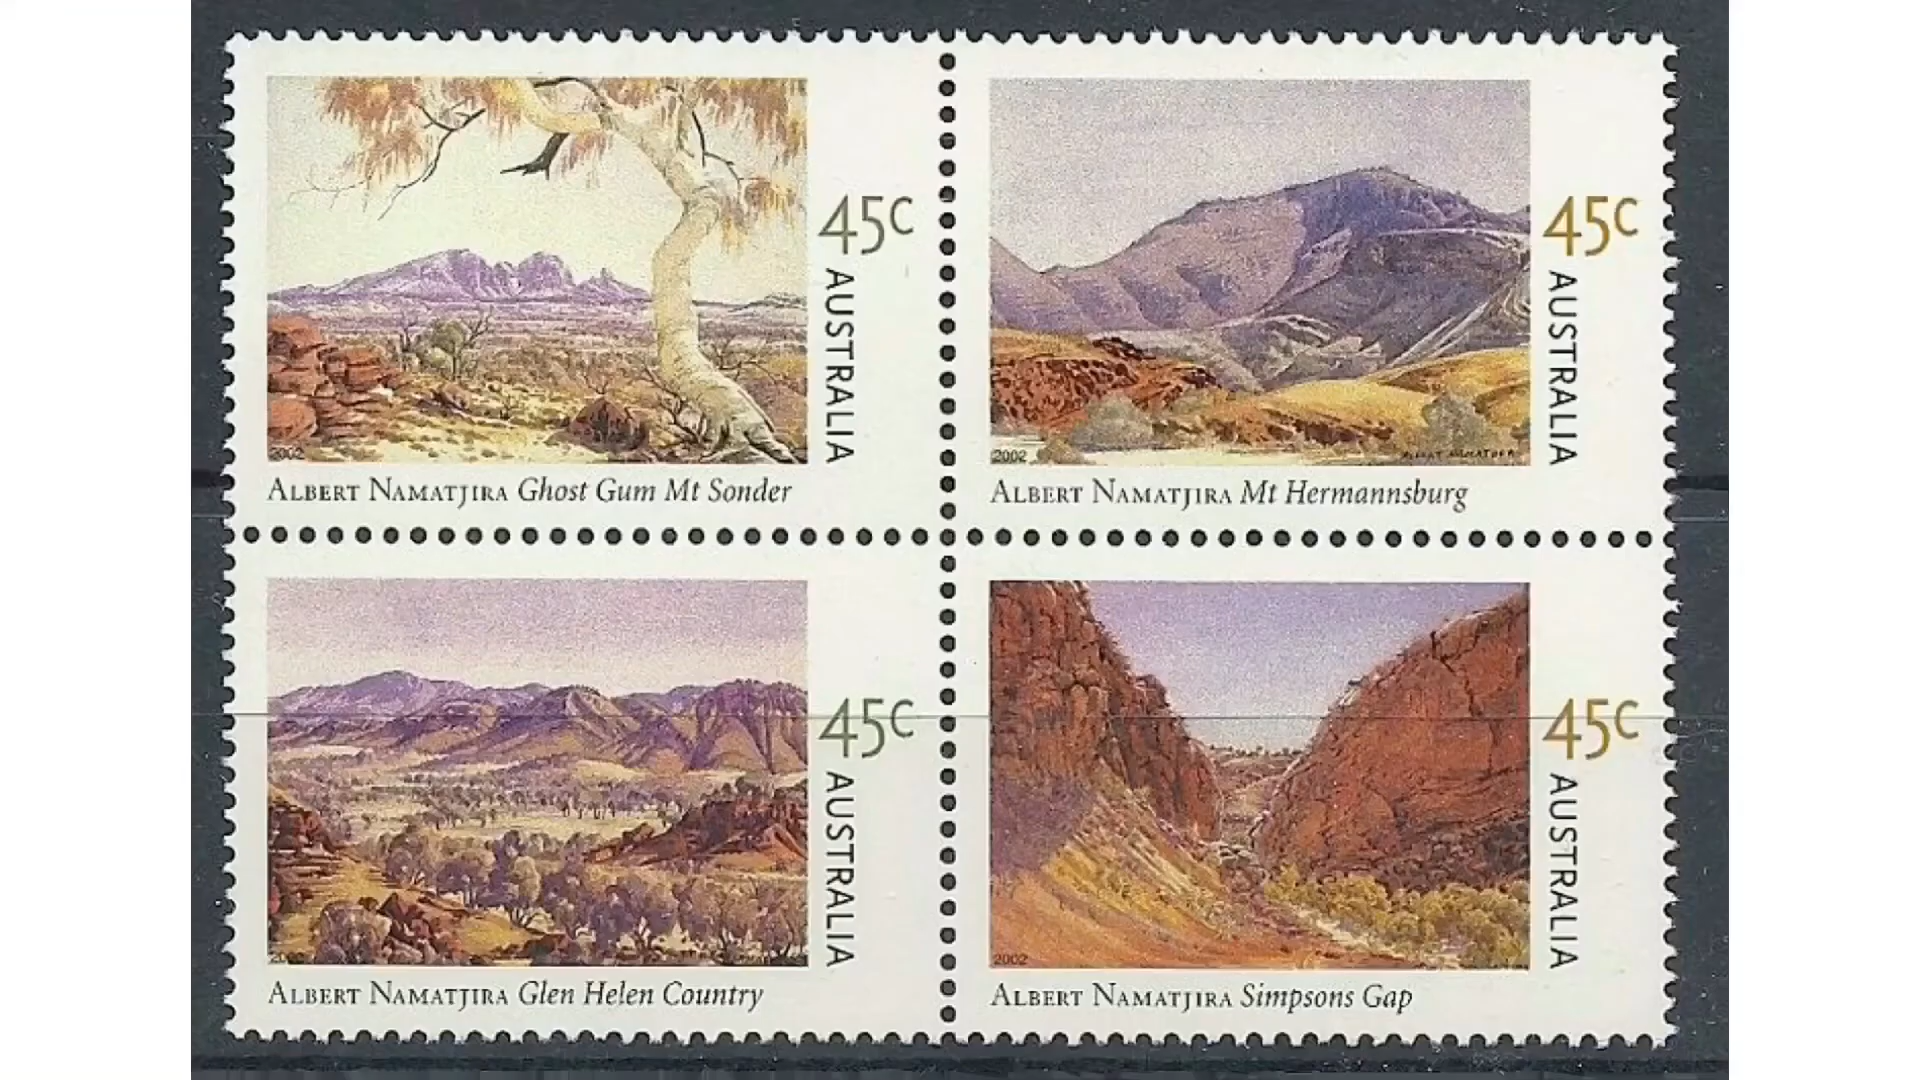 45c
AUSTRALIA
2002
ALBERT NAMATJIRA Ghost Gum Mt Sonder
45c
AUSTRALIA
2002
ALBERT NAMATJIRA Mt Hermannsburg
45c
AUSTRALIA
ALBERT NAMATJIRA Glen Helen Country
45c
AUSTRALIA
2002
ALBERT NAMATJIRA Simpsons Gap